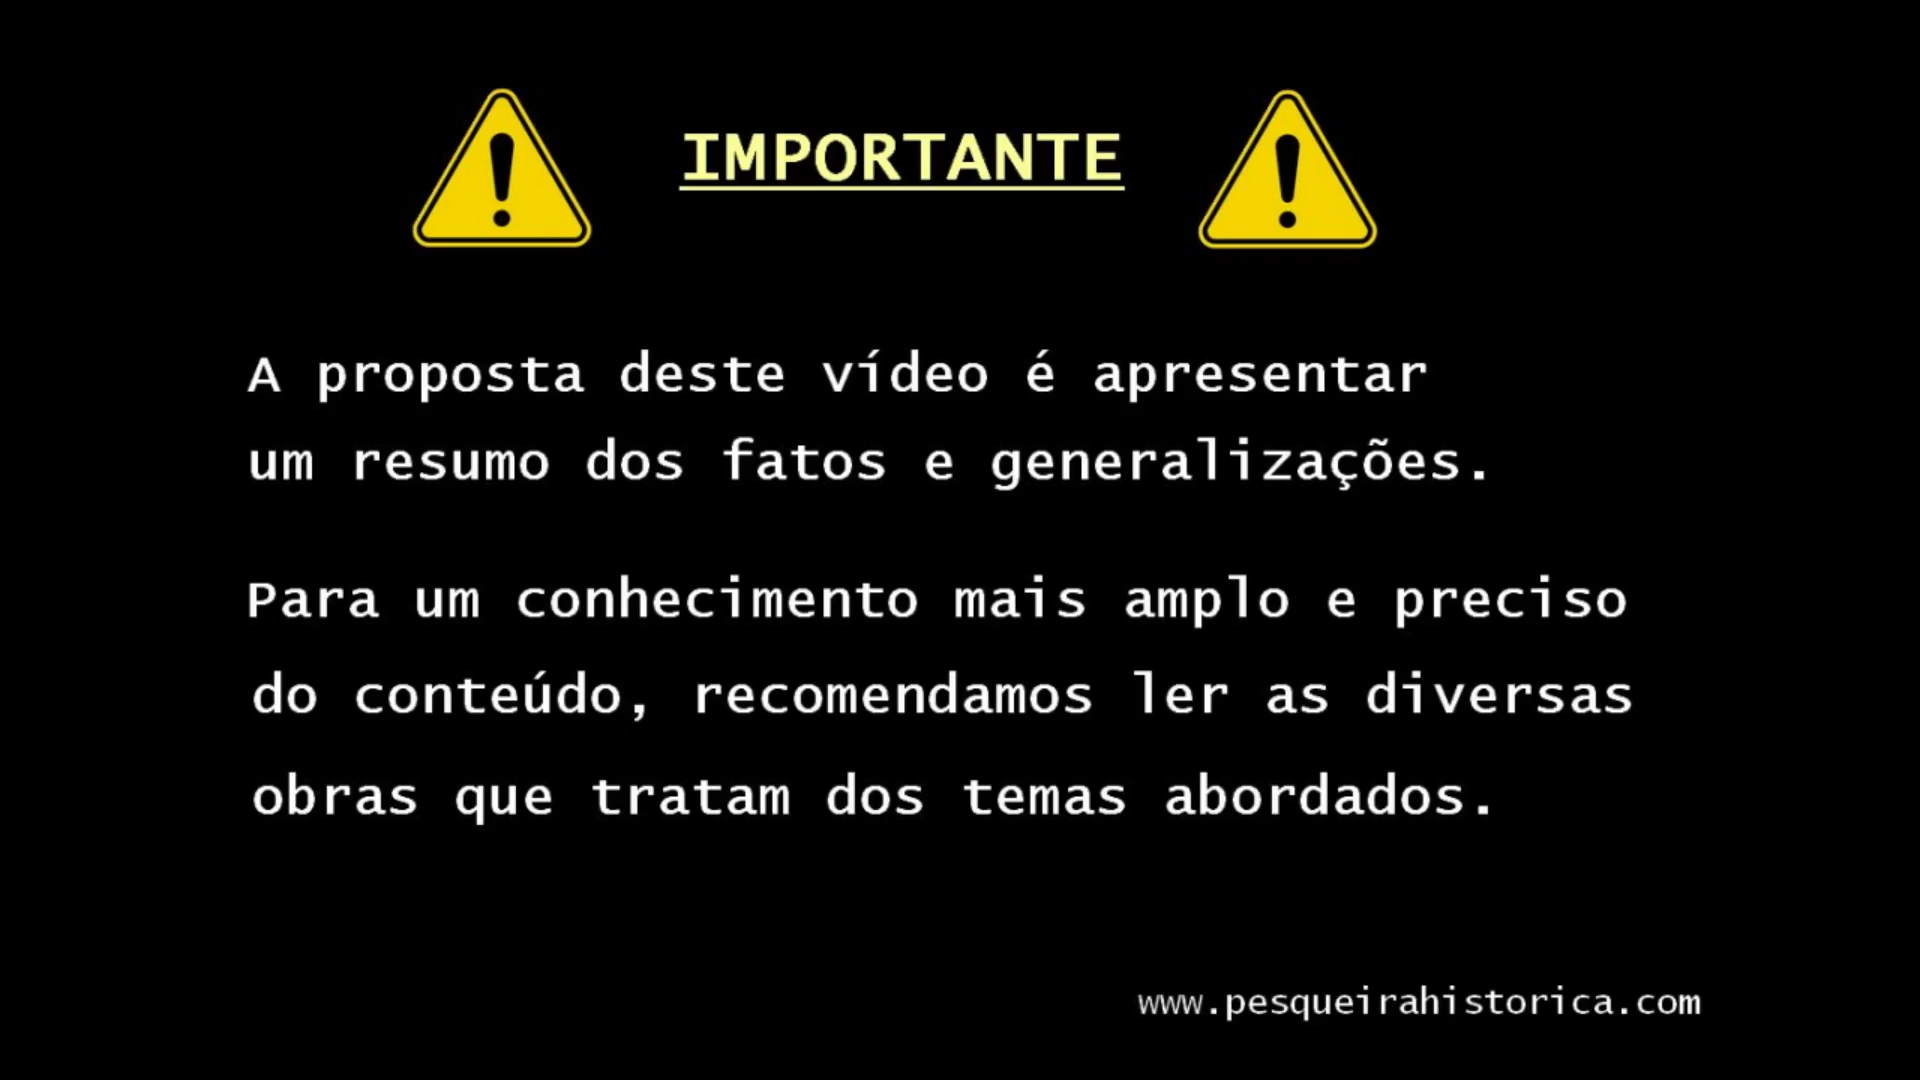 IMPORTANTE
A proposta deste vídeo é apresentar
um resumo dos fatos e generalizações.
Para um conhecimento mais amplo e preciso
do conteúdo, recomendamos ler as diversas
obras que tratam dos temas abordados.
www.pesqueirahistorica.com